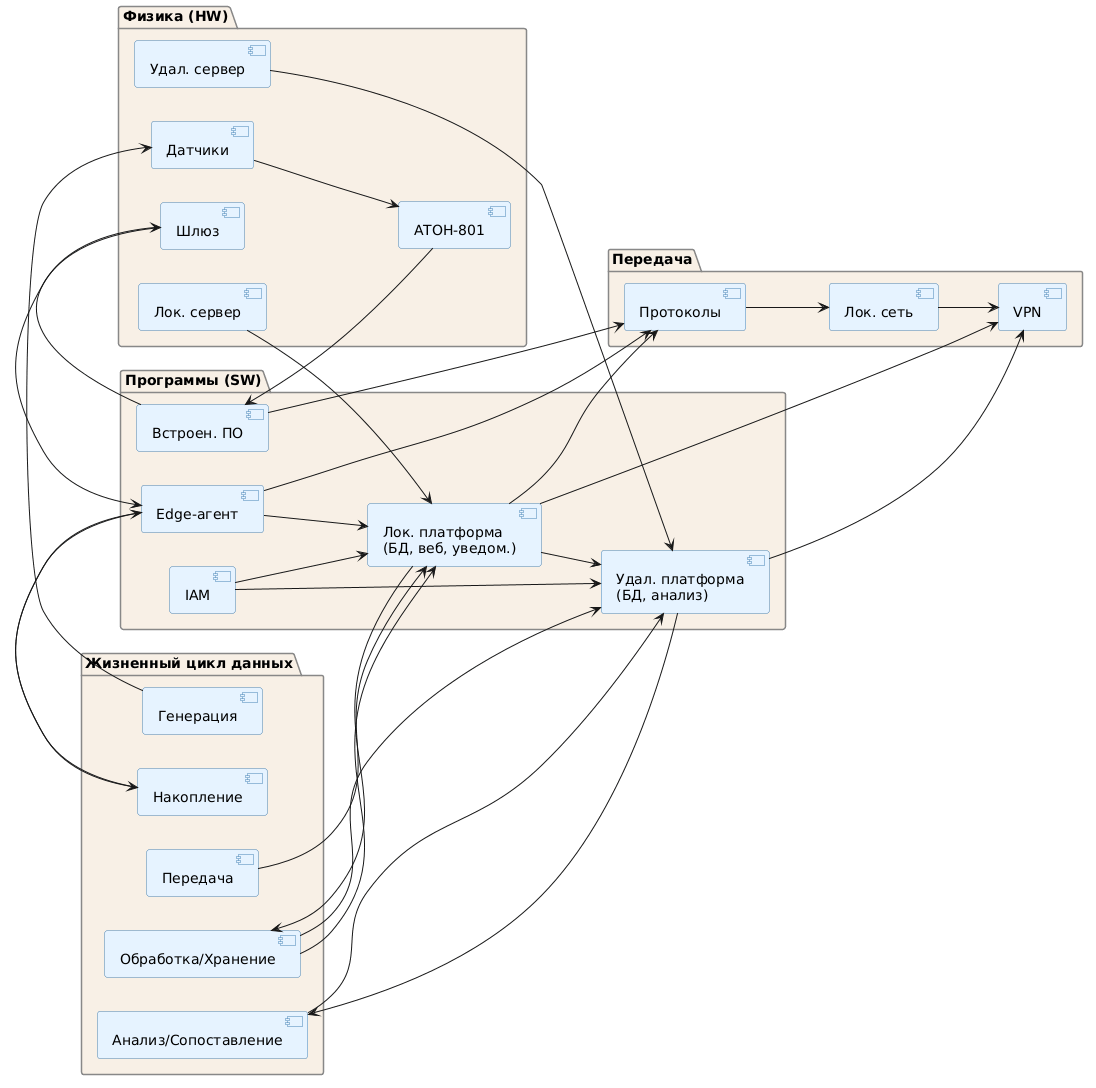 Физика (HW)
Удал. сервер
Датчики
Шлюз
АТОН-801
Лок. сервер
Передача
Протоколы
Лок. сеть
VPN
Программы (SW)
Встроен. ПО
Edge-агент
Лок. платформа
(БД, веб, уведом.)
IAM
Удал. платформа
(БД, анализ)
Жизненный цикл данных
Генерация
Накопление
Передача
Обработка/Хранение
Анализ/Сопоставление